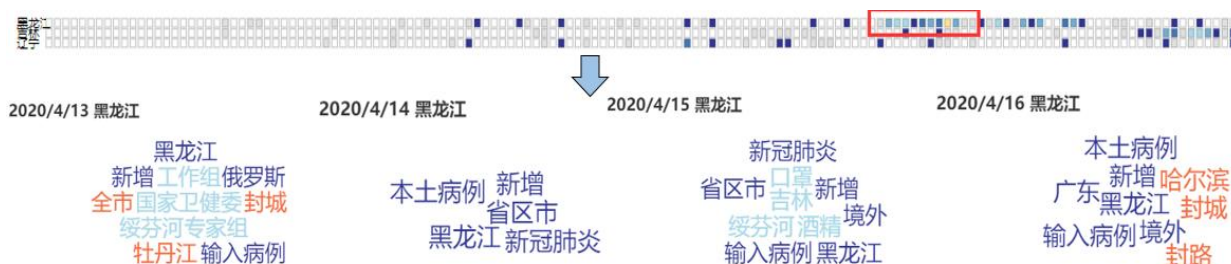 黑龙江
吉林
辽宁
2020/4/13 黑龙江
黑龙江
新增 工作组 俄罗斯
全市 国家卫健委 封城
绥芬河 专家组
牡丹江 输入病例
2020/4/14 黑龙江
本土病例 新增
省区市
黑龙江 新冠肺炎
2020/4/15 黑龙江
新冠肺炎
口罩
省区市 吉林 新增
境外
绥芬河 酒精
输入病例 黑龙江
2020/4/16 黑龙江
本土病例
新增 哈尔滨
广东 黑龙江 封城
输入病例 境外
封路